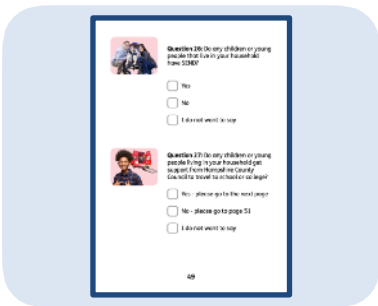 Question 26: Do any children or young
people that live in your household
have SEND?
Yes
No
I do not want to say
Question 27: Do any children or young
people living in your household get
support from Hampshire County
Council to travel to school or college?
Yes - please go to the next page
No - please go to page 51
I do not want to say
49